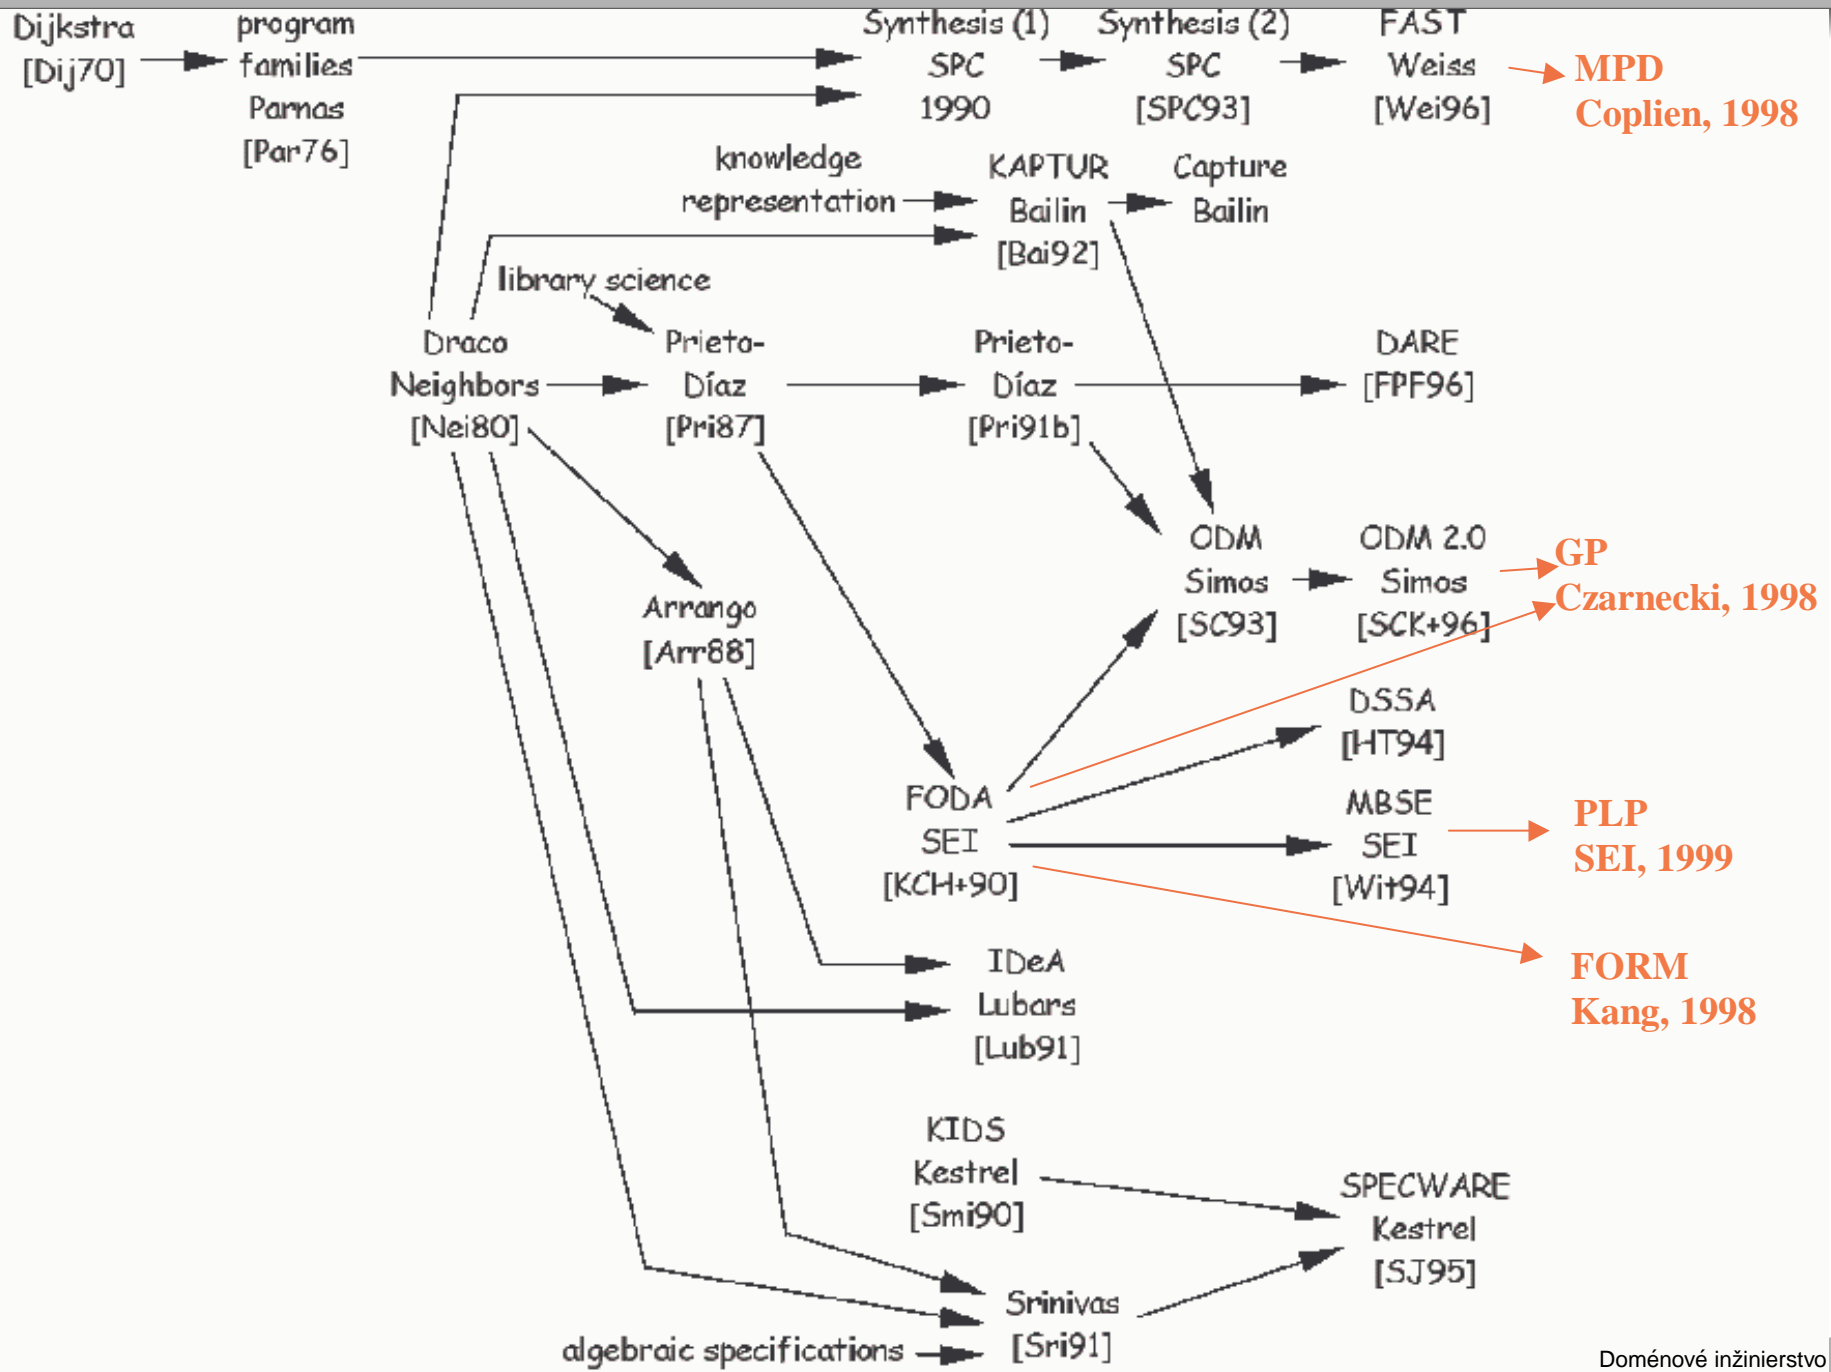 Dijkstra
[Dij70]
program
families
Parnas
[Par76]
Synthesis (1)
SPC
1990
Synthesis (2)
SPC
[SPC93]
FAST
Weiss
[Wei96]
MPD
Coplien, 1998
knowledge
representation
KAPTUR
Bailin
[Bai92]
Capture
Bailin
library science
Draco
Neighbors
[Nei80]
Prieto-
Díaz
[Pri87]
Prieto-
Díaz
[Pri91b]
DARE
[FPF96]
ODM
Simos
[SC93]
ODM 2.0
Simos
[SCK+96]
GP
Czarnecki, 1998
Arrango
[Arr88]
DSSA
[HT94]
FODA
SEI
[KCH+90]
MBSE
SEI
[Wit94]
PLP
SEI, 1999
FORM
Kang, 1998
IDeA
Lubars
[Lub91]
KIDS
Kestrel
[Smi90]
SPECWARE
Kestrel
[SJ95]
Srinivas
[Sri91]
algebraic specifications
Doménové inžinierstvo